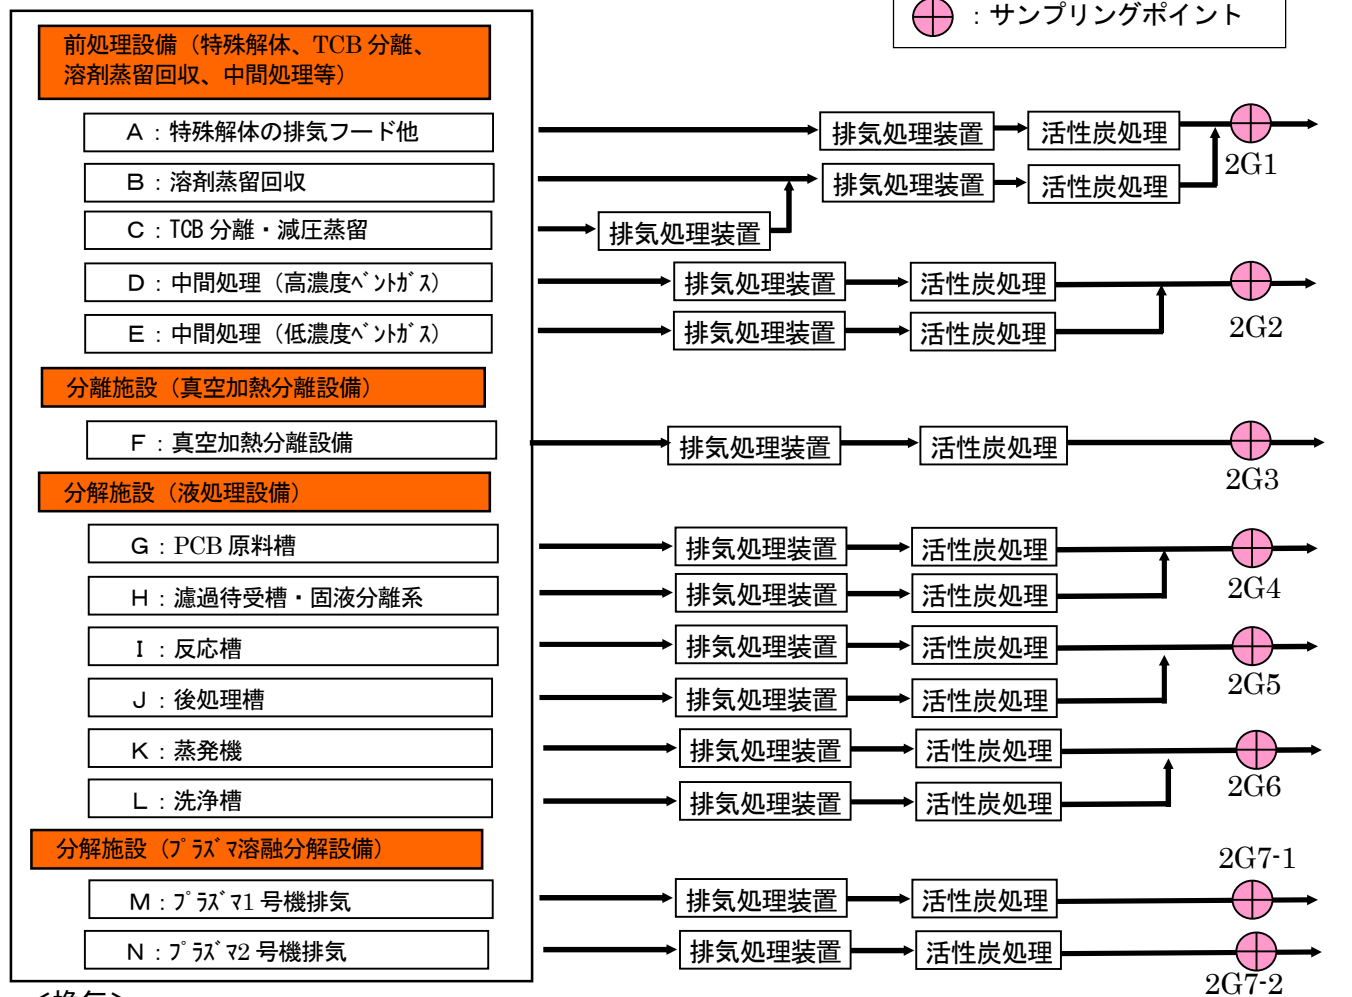 ：サンプリングポイント
前処理設備（特殊解体、TCB 分離、
溶剤蒸留回収、中間処理等）
A：特殊解体の排気フード他
排気処理装置
活性炭処理
2G1
B：溶剤蒸留回収
排気処理装置
活性炭処理
C：TCB 分離・減圧蒸留
排気処理装置
D：中間処理（高濃度ﾍﾞﾝﾄｶﾞｽ）
排気処理装置
活性炭処理
2G2
E：中間処理（低濃度ﾍﾞﾝﾄｶﾞｽ）
排気処理装置
活性炭処理
分離施設（真空加熱分離設備）
F：真空加熱分離設備
排気処理装置
活性炭処理
2G3
分解施設（液処理設備）
G：PCB 原料槽
排気処理装置
活性炭処理
2G4
H：濾過待受槽・固液分離系
排気処理装置
活性炭処理
I：反応槽
排気処理装置
活性炭処理
2G5
J：後処理槽
排気処理装置
活性炭処理
K：蒸発機
排気処理装置
活性炭処理
2G6
L：洗浄槽
排気処理装置
活性炭処理
分解施設（ﾌﾟﾗｽﾞﾏ溶融分解設備）
2G7-1
M：ﾌﾟﾗｽﾞﾏ1 号機排気
排気処理装置
活性炭処理
N：ﾌﾟﾗｽﾞﾏ2 号機排気
排気処理装置
活性炭処理
2G7-2